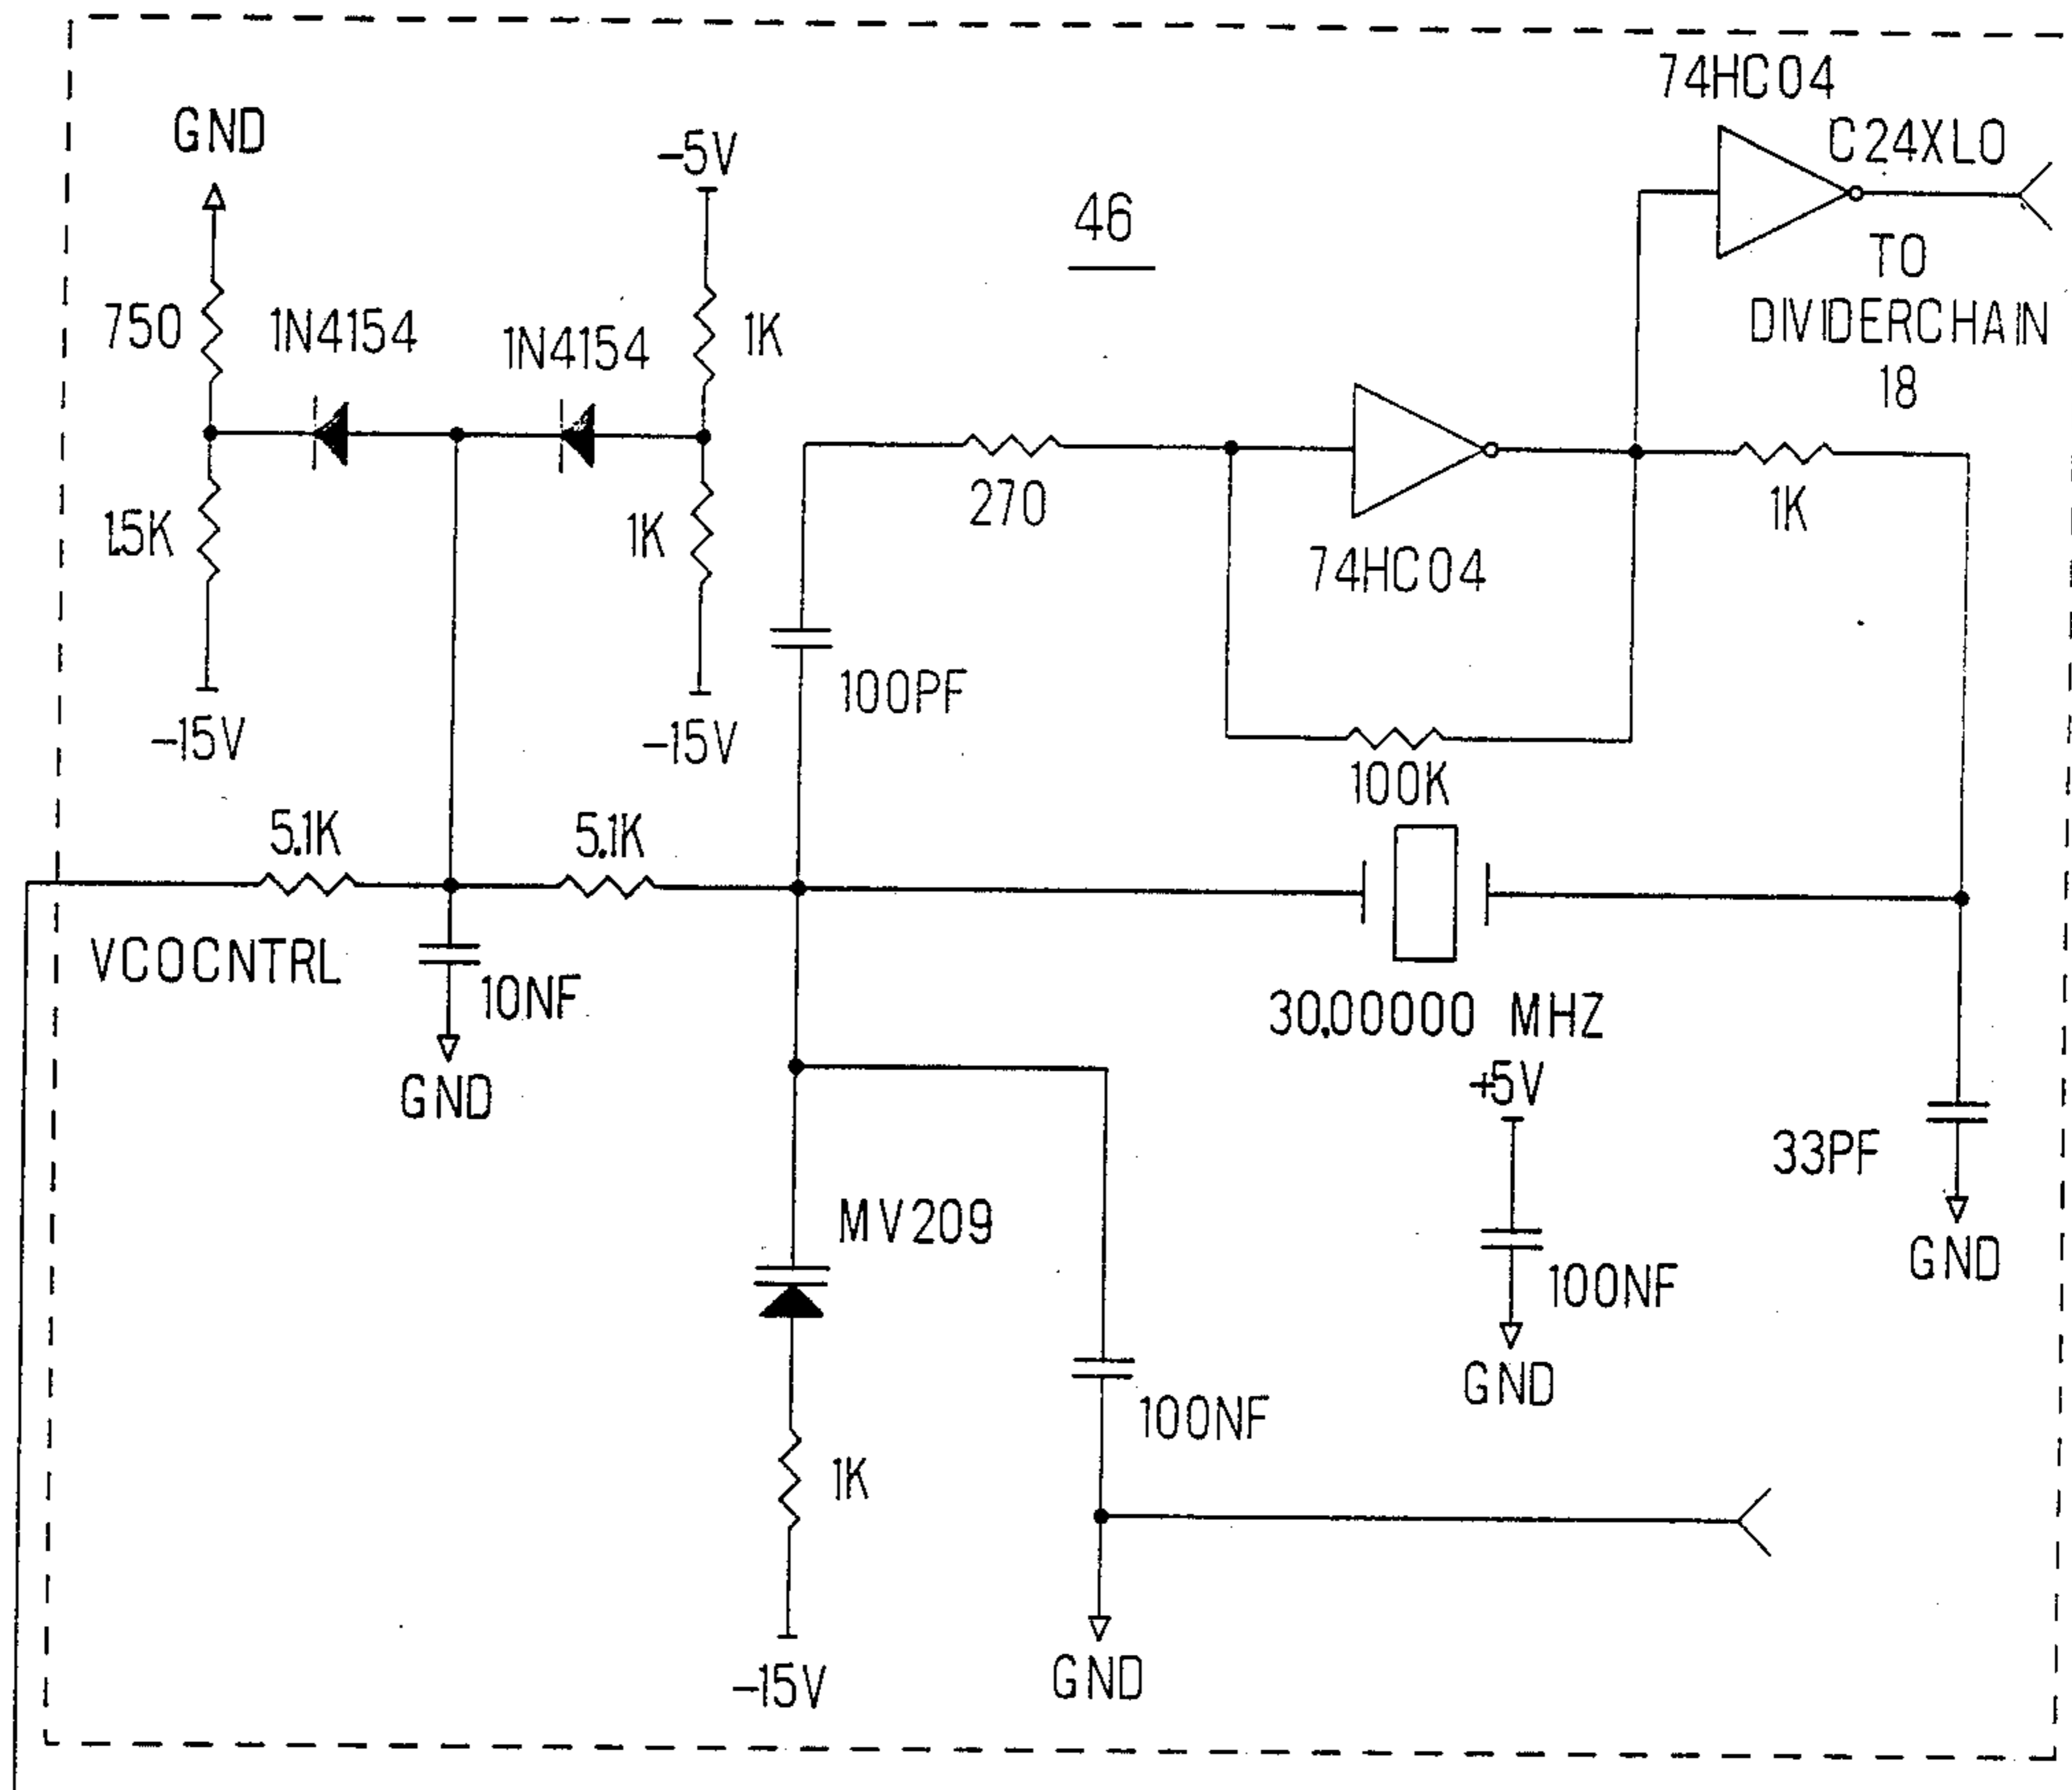 74HC04
C24XLO
TO
DIVIDERCHAIN
18
GND
-5V
46
750
1N4154
1N4154
1K
1.5K
1K
-15V
-15V
270
74HC04
1K
100PF
100K
5.1K
5.1K
VCOCNTRL
10NF
GND
30.00000 MHZ
+5V
33PF
GND
100NF
GND
MV209
100NF
1K
-15V
GND